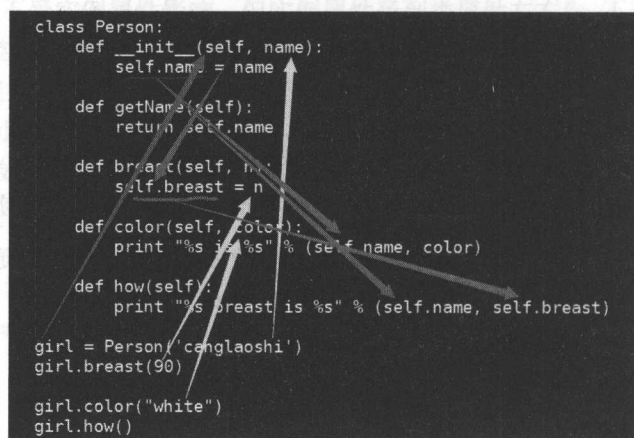 class Person:
    def __init__(self, name):
        self.name = name

    def getName(self):
        return self.name

    def breast(self, n):
        self.breast = n

    def color(self, color):
        print "%s is %s" % (self.name, color)

    def how(self):
        print "%s breast is %s" % (self.name, self.breast)

girl = Person('canglaoshi')
girl.breast(90)

girl.color("white")
girl.how()